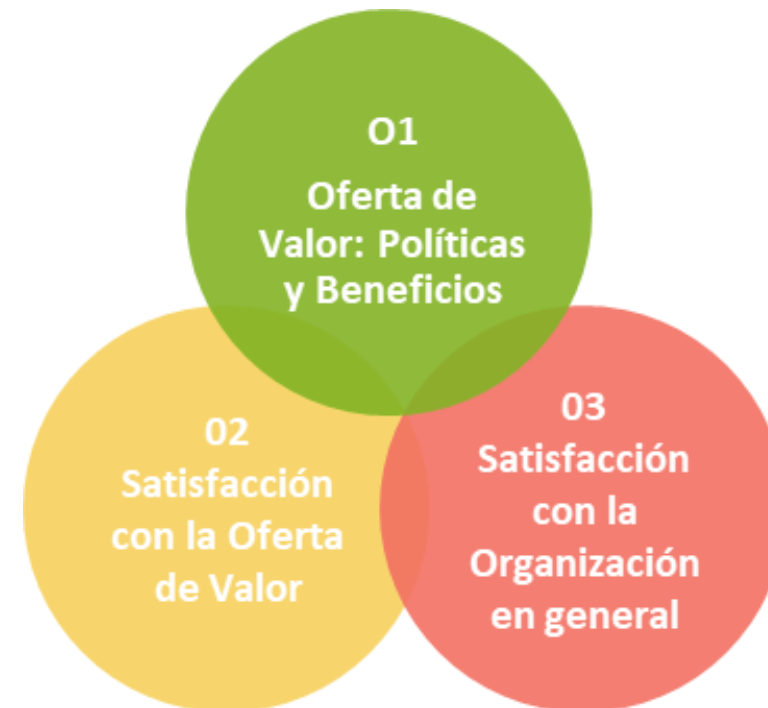 O1
Oferta de
Valor: Políticas
y Beneficios
02
Satisfacción
con la Oferta
de Valor
03
Satisfacción
con la
Organización
en general